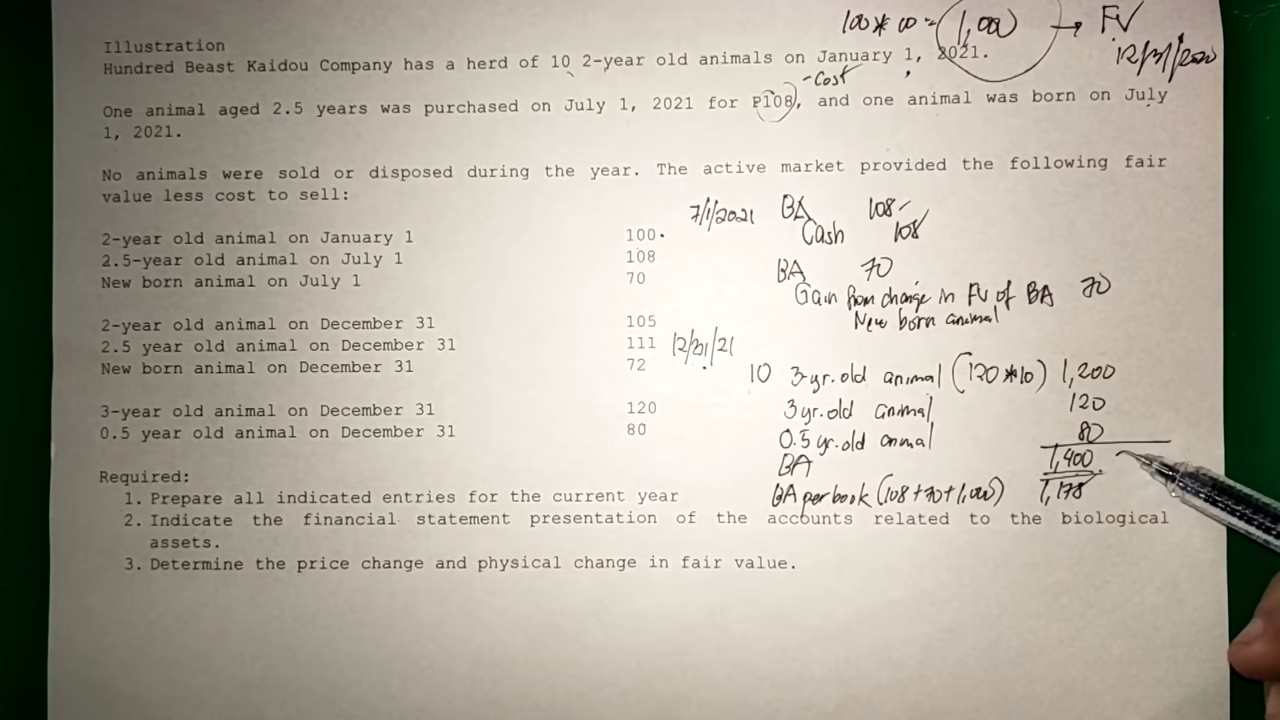 100 * 10 = 1,000 → FV
12/31/2020
Illustration
Hundred Beast Kaidou Company has a herd of 10 2-year old animals on January 1, 2021.
- Cost
One animal aged 2.5 years was purchased on July 1, 2021 for P108, and one animal was born on July
1, 2021.
No animals were sold or disposed during the year. The active market provided the following fair
value less cost to sell:
7/1/2021 BA 108
Cash 108
2-year old animal on January 1 100
2.5-year old animal on July 1 108
New born animal on July 1 70
BA 70
Gain from change in FV of BA 70
New born animal
2-year old animal on December 31 105
2.5 year old animal on December 31 111
New born animal on December 31 72
12/31/21
10 3-yr. old animal (120*10) 1,200
3-year old animal on December 31 120
0.5 year old animal on December 31 80
3 yr. old animal 120
0.5 yr. old animal 80
BA 1,400
BA per book (108+70+1,000) 1,178
Required:
1. Prepare all indicated entries for the current year
2. Indicate the financial statement presentation of the accounts related to the biological
assets.
3. Determine the price change and physical change in fair value.